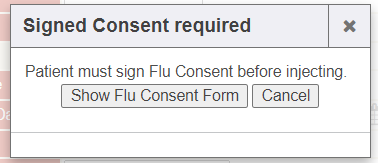 Signed Consent required ×
Patient must sign Flu Consent before injecting.
Show Flu Consent Form Cancel